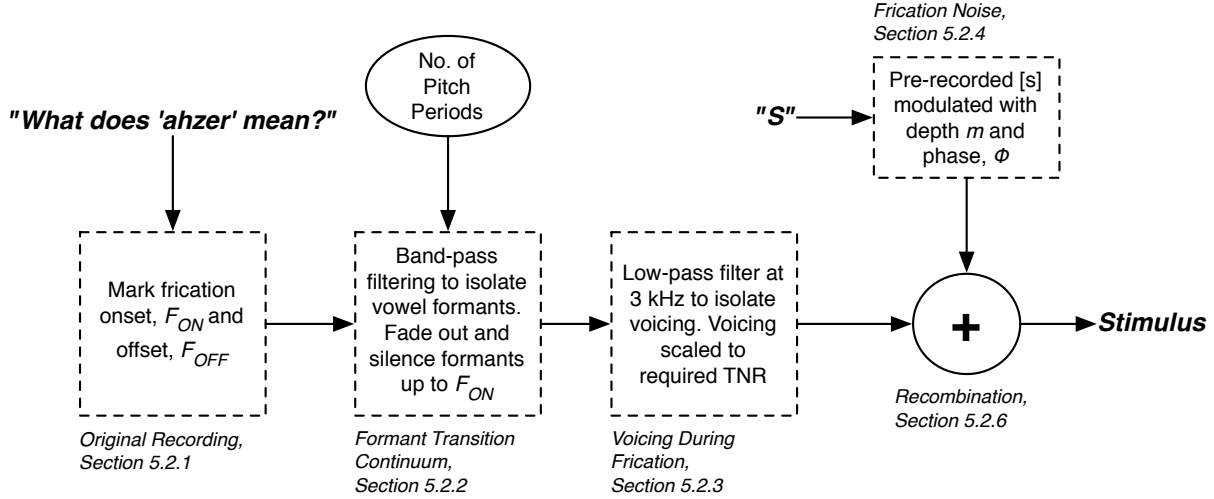 Frication Noise,
Section 5.2.4
No. of
Pitch
Periods
"What does 'ahzer' mean?"
"S"
Pre-recorded [s]
modulated with
depth m and
phase, Φ
Mark frication
onset, F_ON and
offset, F_OFF
Band-pass
filtering to isolate
vowel formants.
Fade out and
silence formants
up to F_ON
Low-pass filter at
3 kHz to isolate
voicing. Voicing
scaled to
required TNR
+
Stimulus
Original Recording,
Section 5.2.1
Formant Transition
Continuum,
Section 5.2.2
Voicing During
Frication,
Section 5.2.3
Recombination,
Section 5.2.6